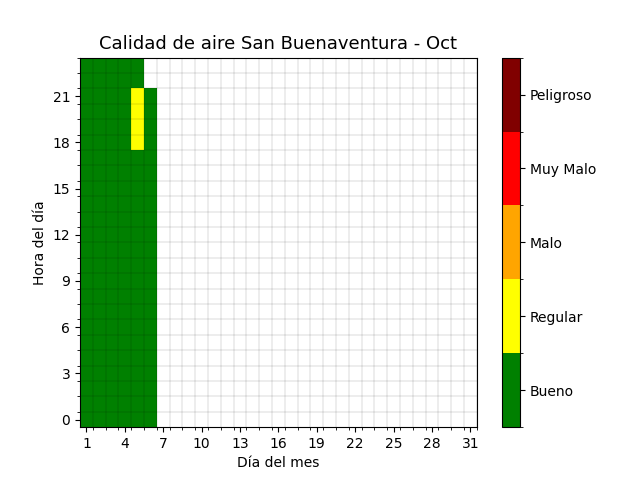 Calidad de aire San Buenaventura - Oct
Hora del día
21
18
15
12
9
6
3
0
1 4 7 10 13 16 19 22 25 28 31
Día del mes
Peligroso
Muy Malo
Malo
Regular
Bueno